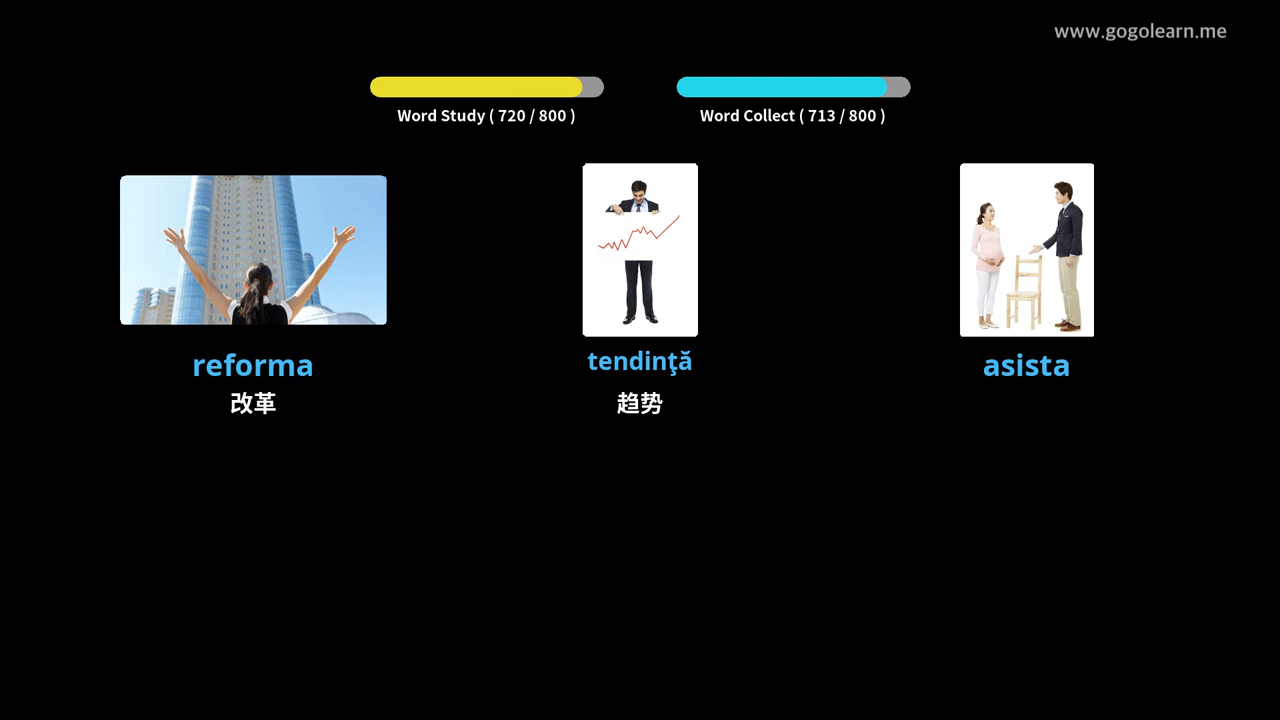 www.gogolearn.me
Word Study ( 720 / 800 )
Word Collect ( 713 / 800 )
reforma
改革
tendinţă
趋势
asista